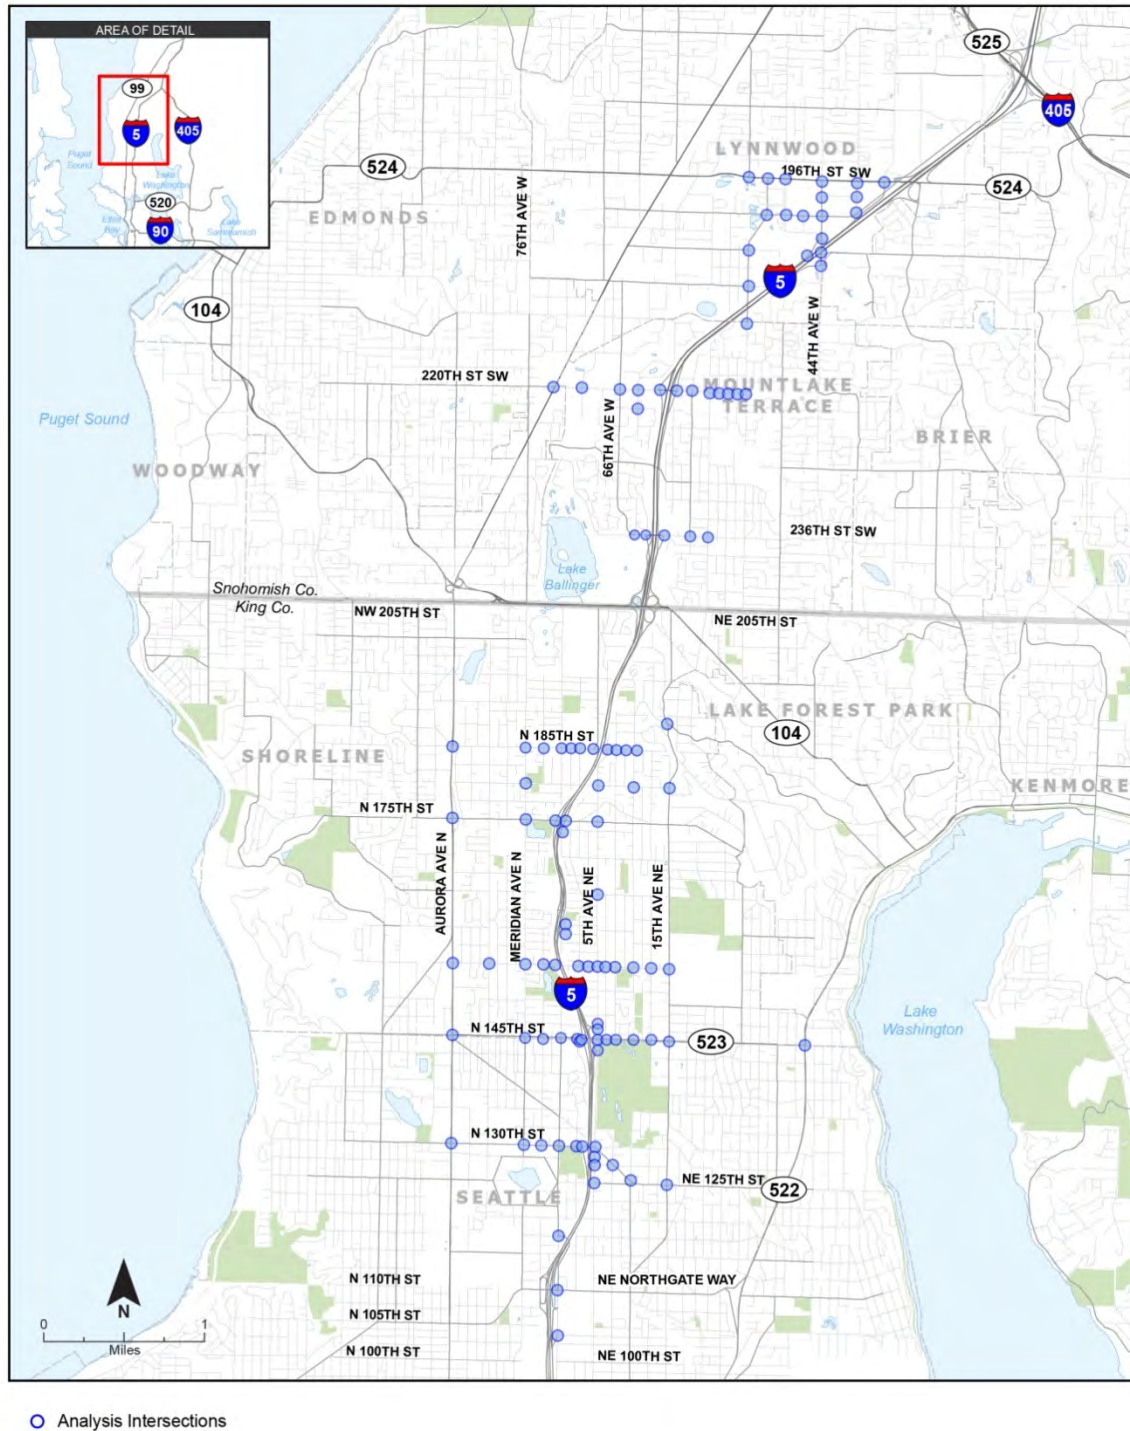 AREA OF DETAIL
99
5
405
Puget
Sound
Lake
Washington
520
Elliott
Bay
90
Lake
Sammamish
525
405
LYNNWOOD
196TH ST SW
524
524
EDMONDS
76TH AVE W
5
104
44TH AVE W
220TH ST SW
MOUNTLAKE
TERRACE
Puget Sound
66TH AVE W
BRIER
WOODWAY
236TH ST SW
Lake
Ballinger
Snohomish Co.
King Co.
NW 205TH ST
NE 205TH ST
LAKE FOREST PARK
104
N 185TH ST
SHORELINE
KENMORE
N 175TH ST
AURORA AVE N
MERIDIAN AVE N
5TH AVE NE
15TH AVE NE
5
Lake
Washington
N 145TH ST
523
N 130TH ST
NE 125TH ST
522
SEATTLE
N 110TH ST
NE NORTHGATE WAY
N
N 105TH ST
0 1
Miles
N 100TH ST
NE 100TH ST
Analysis Intersections